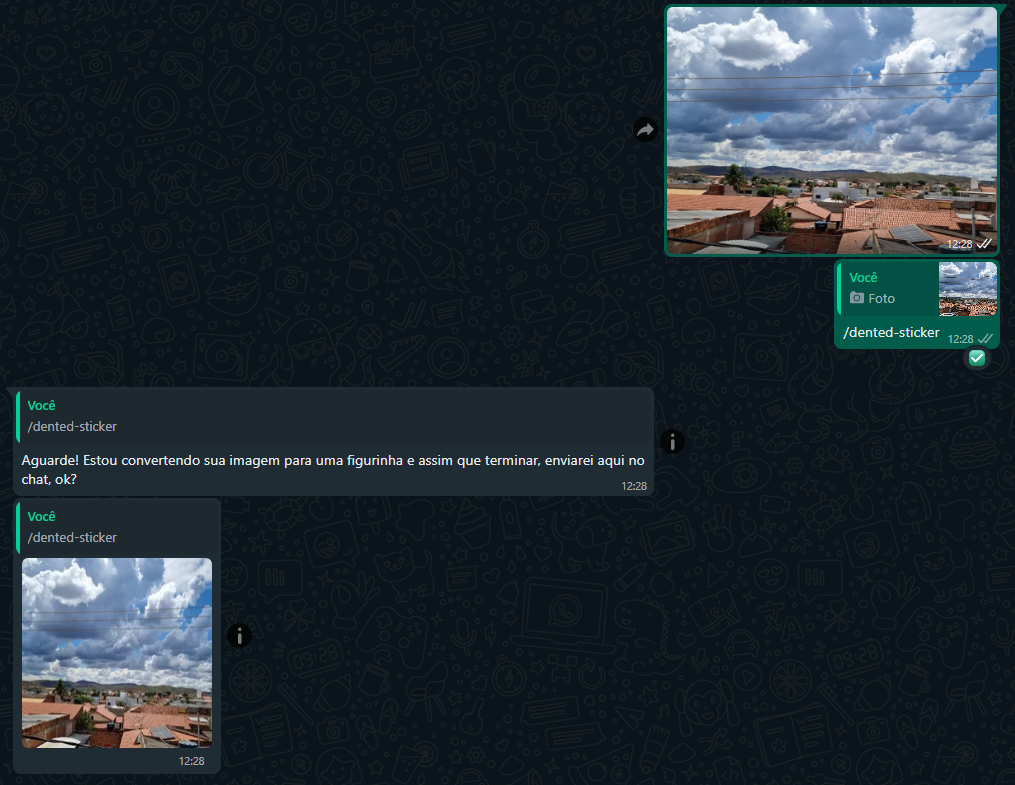 12:28
Você
Foto
/dented-sticker
12:28
Você
/dented-sticker
Aguarde! Estou convertendo sua imagem para uma figurinha e assim que terminar, enviarei aqui no
chat, ok?
12:28
Você
/dented-sticker
12:28